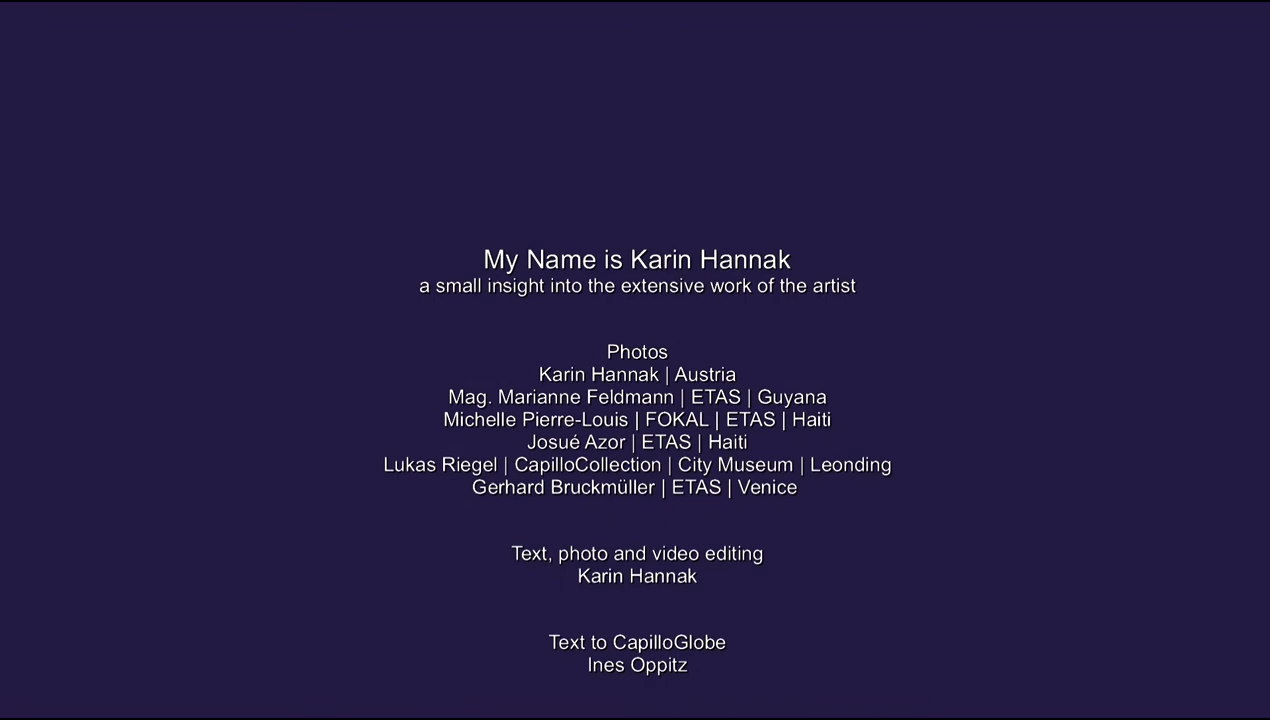 My Name is Karin Hannak
a small insight into the extensive work of the artist
Photos
Karin Hannak | Austria
Mag. Marianne Feldmann | ETAS | Guyana
Michelle Pierre-Louis | FOKAL | ETAS | Haiti
Josué Azor | ETAS | Haiti
Lukas Riegel | CapilloCollection | City Museum | Leonding
Gerhard Bruckmüller | ETAS | Venice
Text, photo and video editing
Karin Hannak
Text to CapilloGlobe
Ines Oppitz